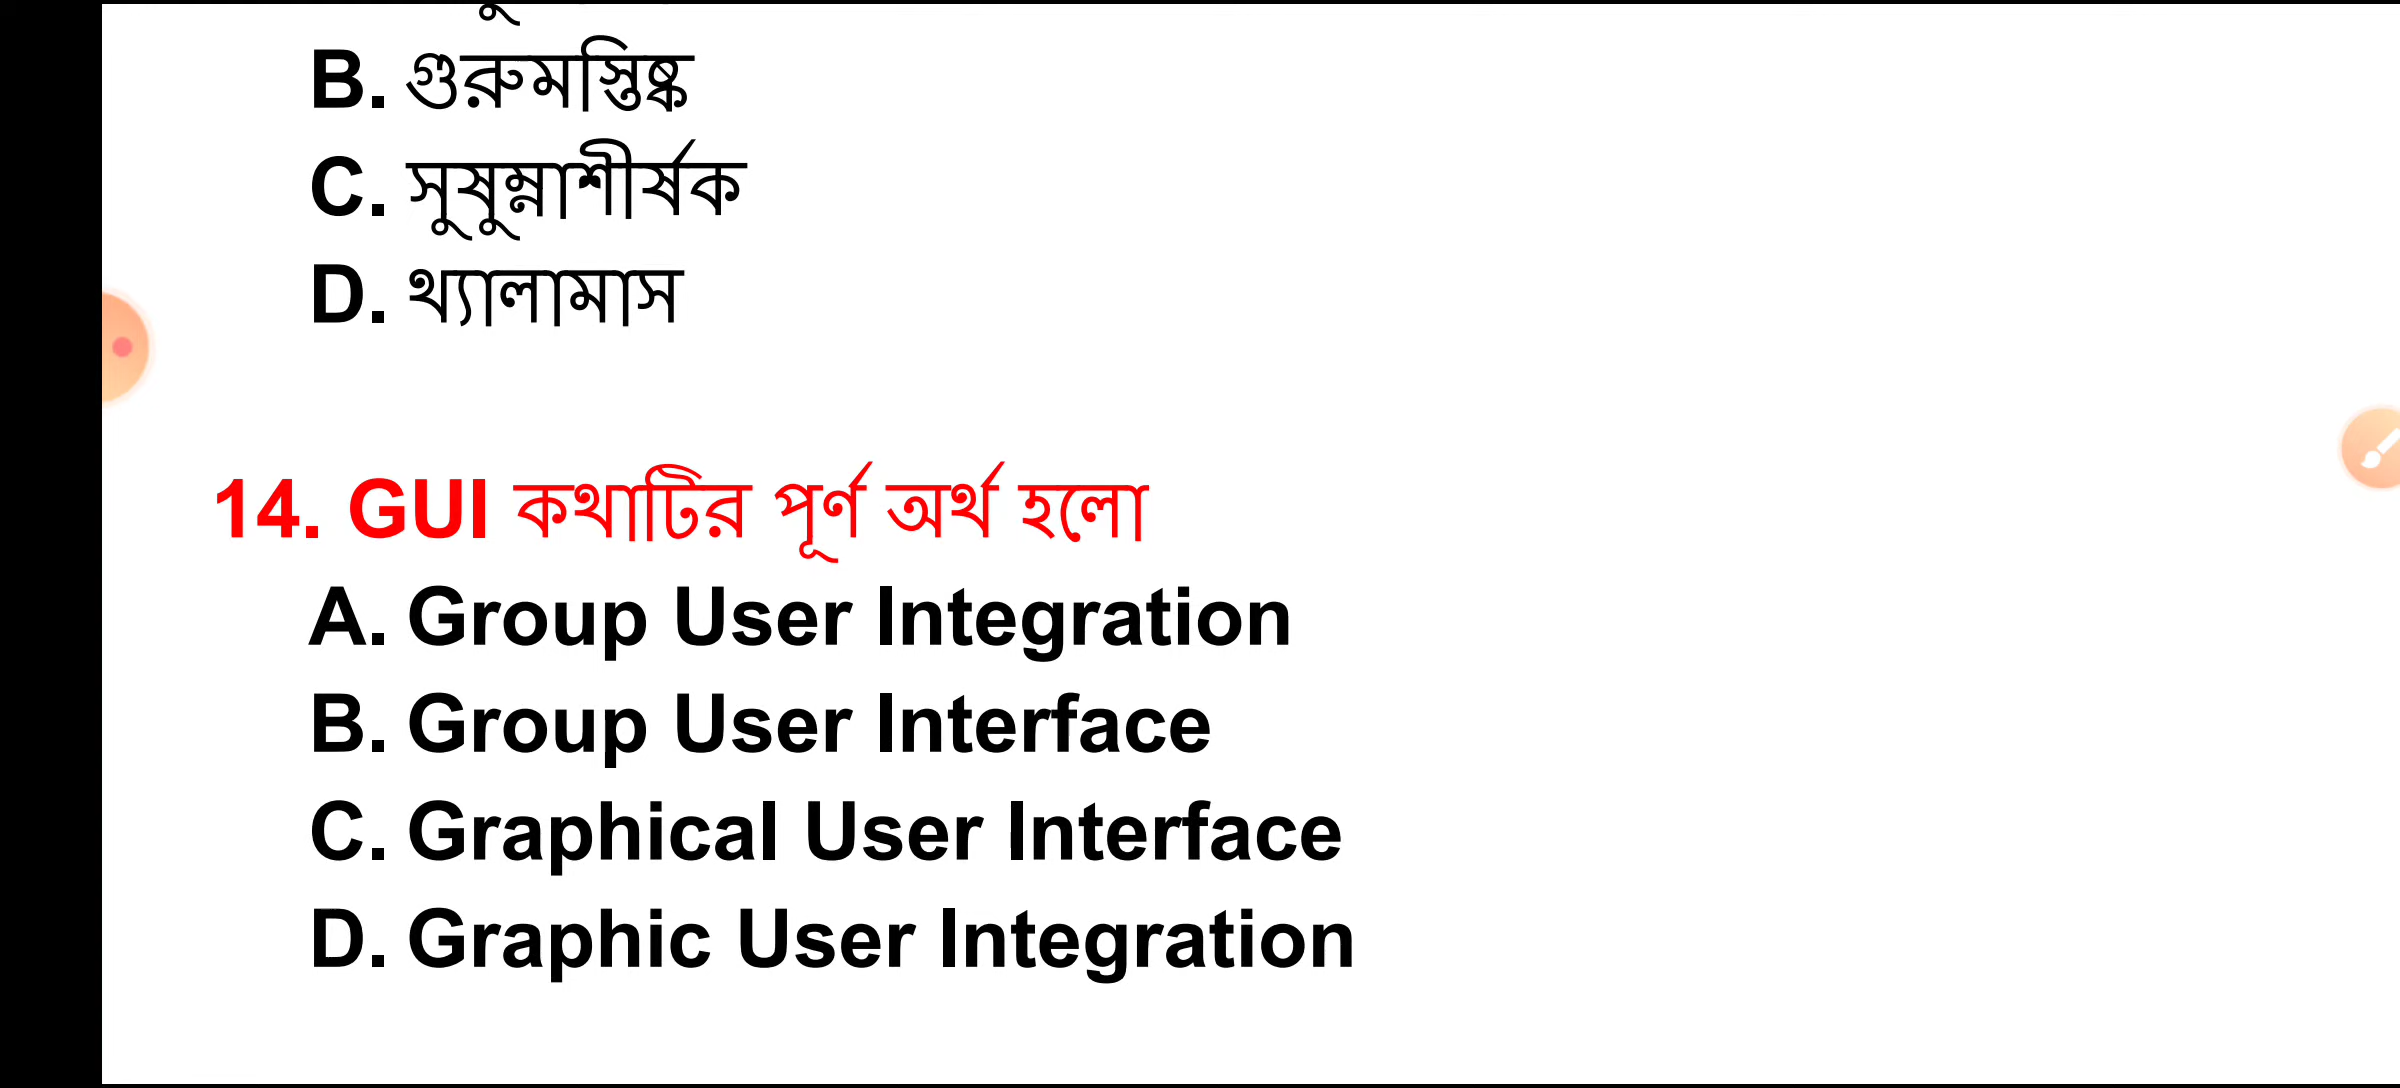 B. গুরুমস্তিষ্ক
C. সুষুম্নাশীর্ষক
D. থ্যালামাস
14. GUI কথাটির পূর্ণ অর্থ হলো
A. Group User Integration
B. Group User Interface
C. Graphical User Interface
D. Graphic User Integration